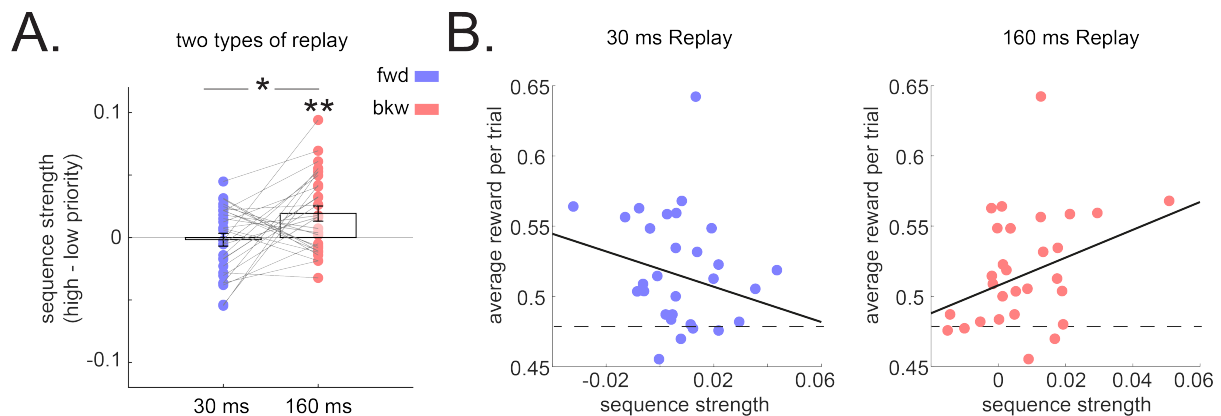 A.
two types of replay
fwd
bkw
*
**
0.1
0
-0.1
sequence strength
(high - low priority)
30 ms
160 ms
B.
30 ms Replay
average reward per trial
0.65
0.6
0.55
0.5
0.45
-0.02
0.02
0.06
sequence strength
160 ms Replay
average reward per trial
0.65
0.6
0.55
0.5
0.45
0
0.02
0.04
0.06
sequence strength